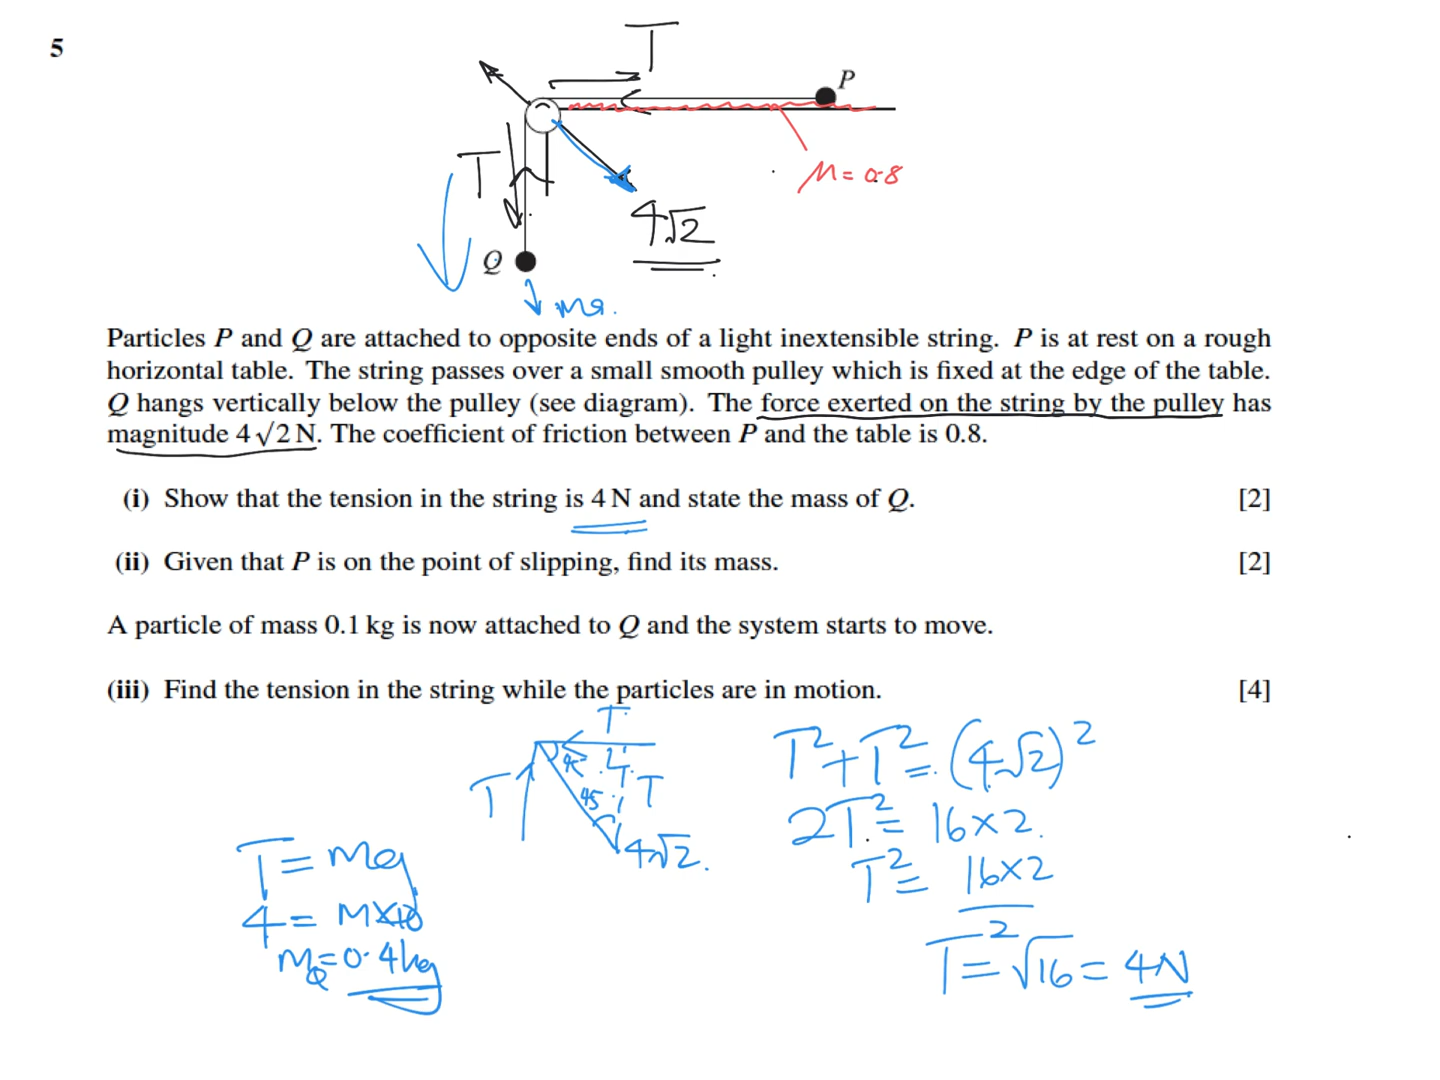 5
T
P
T
M = 0.8
4√2
Q
mg.
Particles P and Q are attached to opposite ends of a light inextensible string. P is at rest on a rough
horizontal table. The string passes over a small smooth pulley which is fixed at the edge of the table.
Q hangs vertically below the pulley (see diagram). The force exerted on the string by the pulley has
magnitude 4√2 N. The coefficient of friction between P and the table is 0.8.
(i) Show that the tension in the string is 4 N and state the mass of Q. [2]
(ii) Given that P is on the point of slipping, find its mass. [2]
A particle of mass 0.1 kg is now attached to Q and the system starts to move.
(iii) Find the tension in the string while the particles are in motion. [4]
T
T
T
45
4√2.
T² + T² = (4√2)²
2T² = 16×2.
T² = 16×2
2
T = √16 = 4N
T = mg
4 = M×10
MQ = 0.4kg